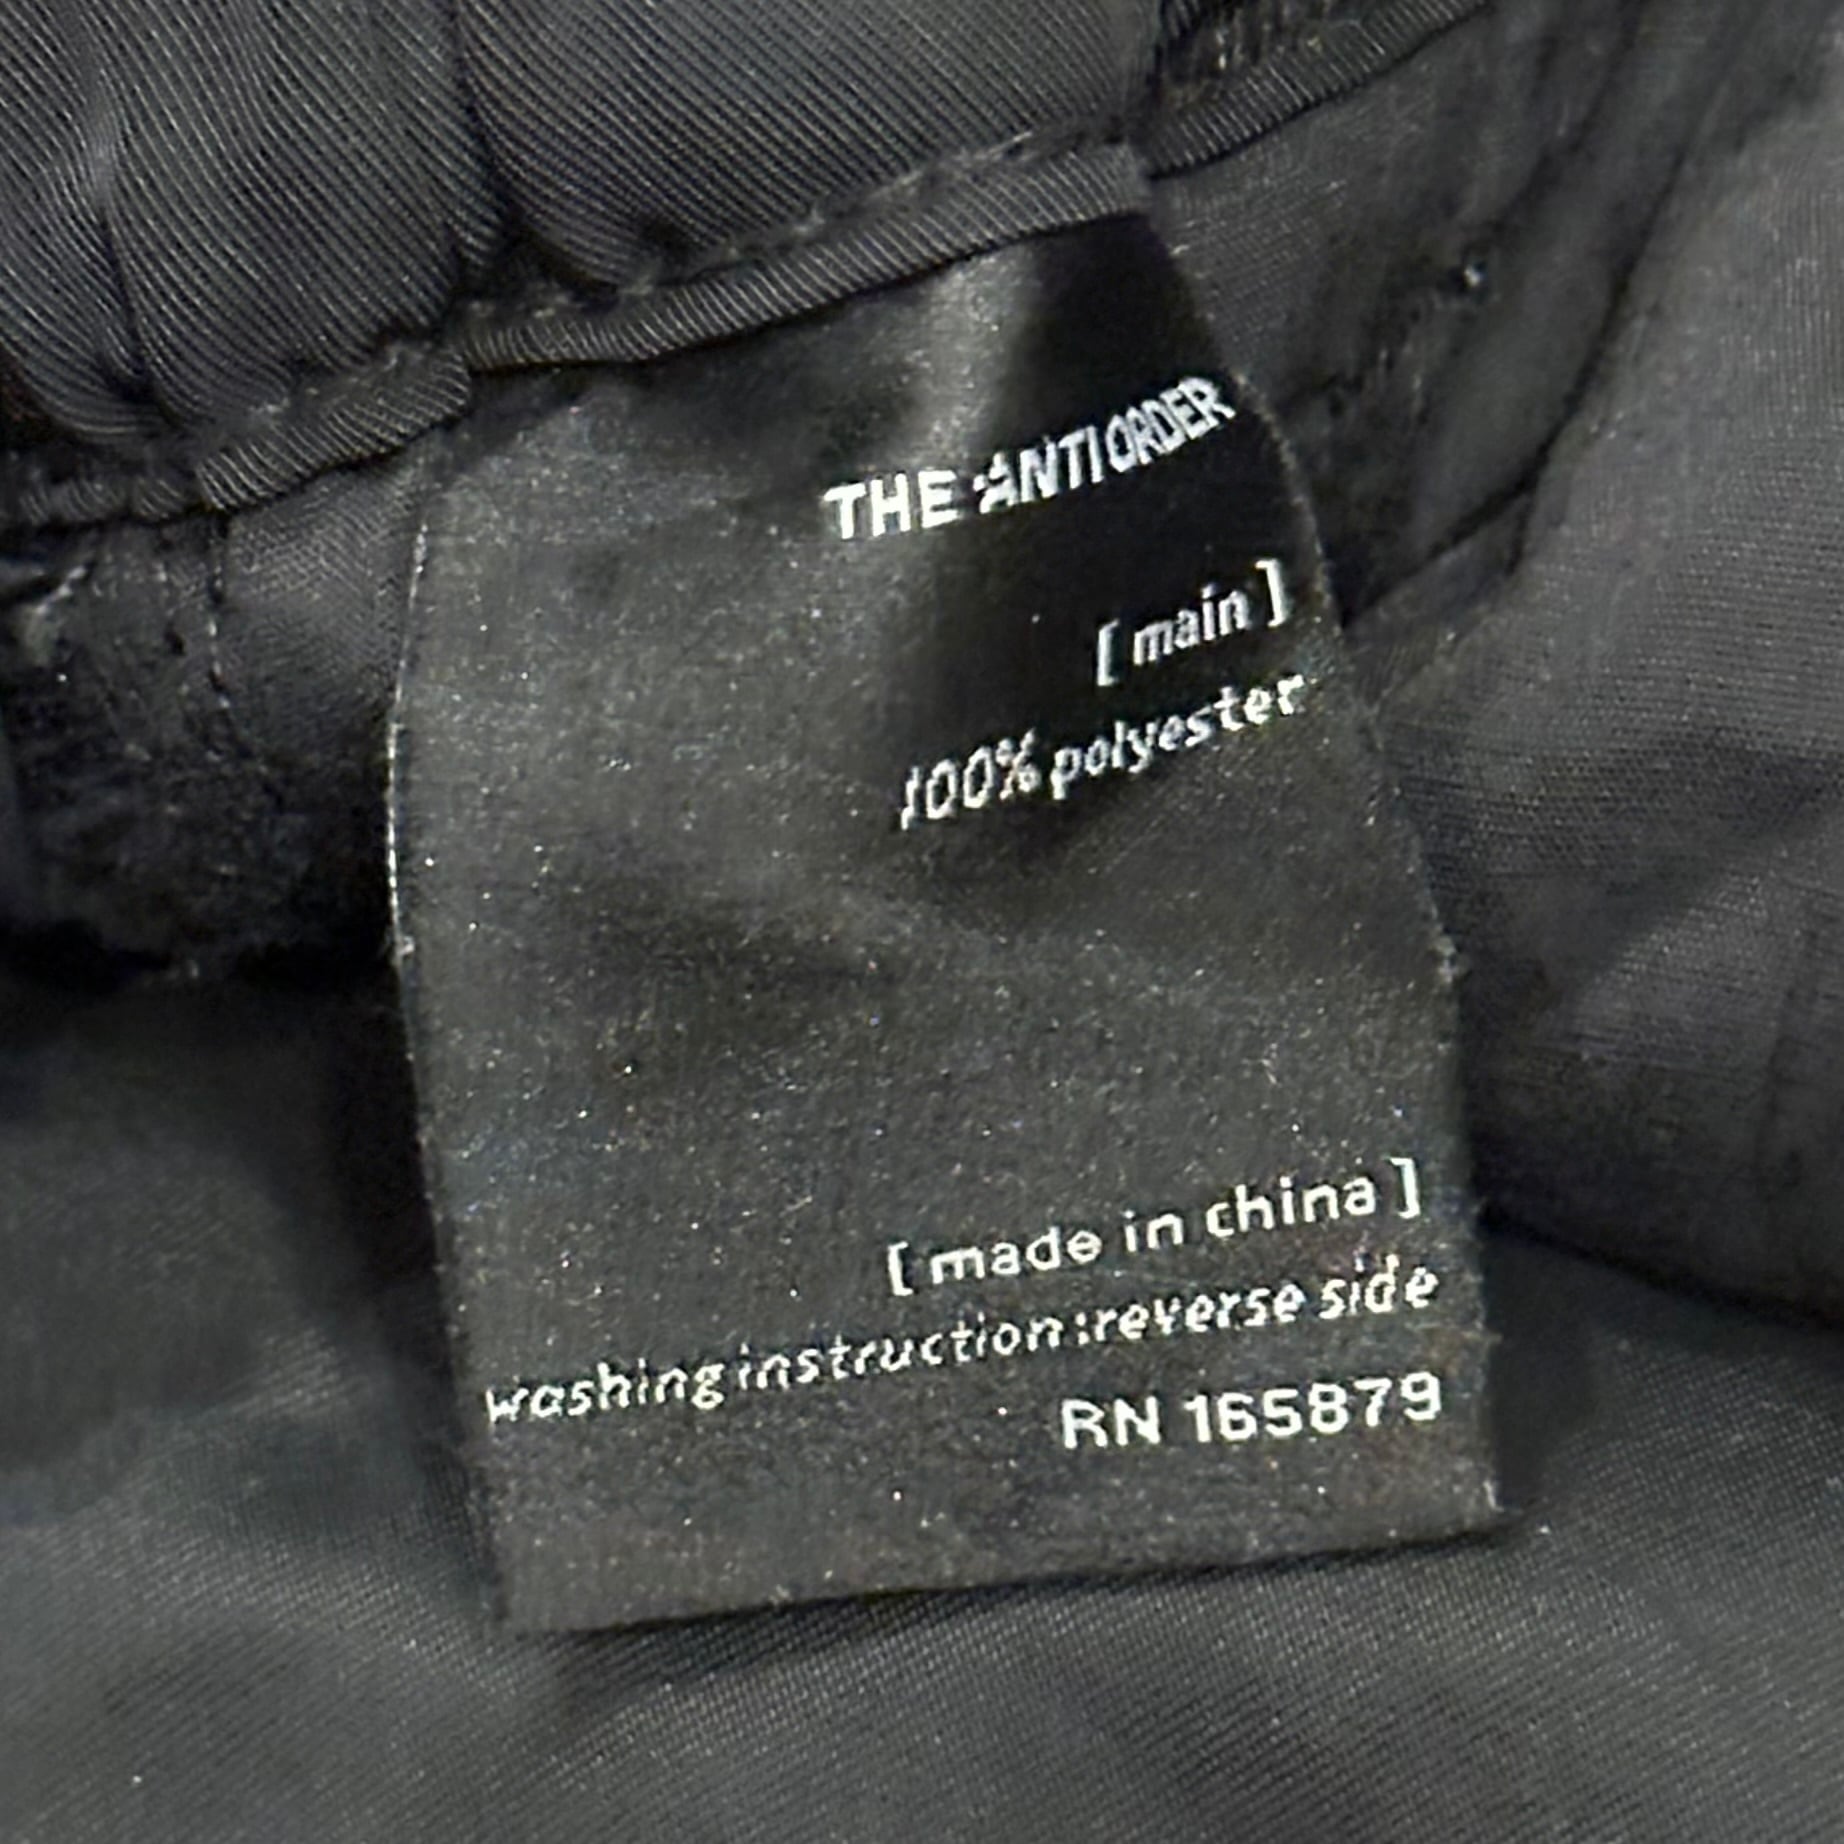 THE ANTI ORDER
[ main ]
100% polyester
[ made in china ]
washing instruction:reverse side
RN 165879